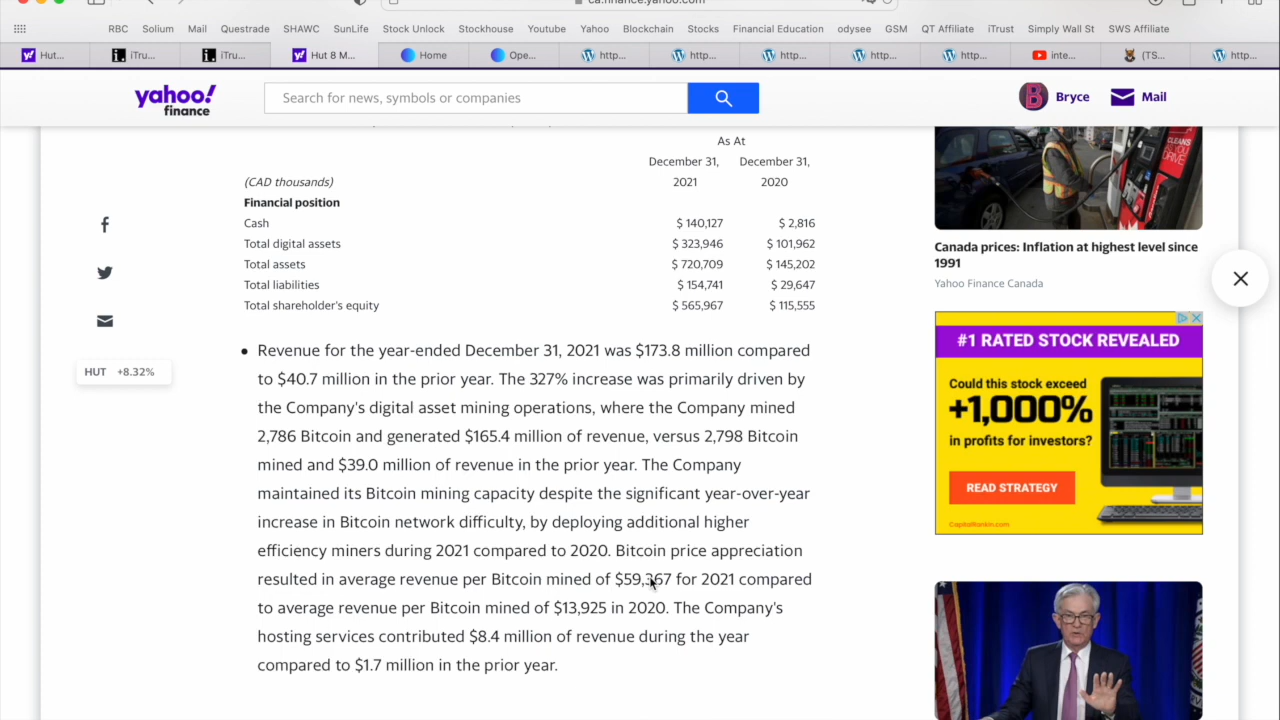 ca.finance.yahoo.com
RBC Solium Mail Questrade SHAWC SunLife Stock Unlock Stockhouse Youtube Yahoo Blockchain Stocks Financial Education odysee GSM QT Affiliate iTrust Simply Wall St SWS Affiliate
Hut... iTru... iTru... Hut 8 M... Home Ope... http... http... http... http... http... inte... (TS... http...
yahoo!
finance
Search for news, symbols or companies
B Bryce Mail
As At
December 31, December 31,
(CAD thousands) 2021 2020
Financial position
Cash $ 140,127 $ 2,816
Total digital assets $ 323,946 $ 101,962
Total assets $ 720,709 $ 145,202
Total liabilities $ 154,741 $ 29,647
Total shareholder's equity $ 565,967 $ 115,555
• Revenue for the year-ended December 31, 2021 was $173.8 million compared
to $40.7 million in the prior year. The 327% increase was primarily driven by
the Company's digital asset mining operations, where the Company mined
2,786 Bitcoin and generated $165.4 million of revenue, versus 2,798 Bitcoin
mined and $39.0 million of revenue in the prior year. The Company
maintained its Bitcoin mining capacity despite the significant year-over-year
increase in Bitcoin network difficulty, by deploying additional higher
efficiency miners during 2021 compared to 2020. Bitcoin price appreciation
resulted in average revenue per Bitcoin mined of $59,367 for 2021 compared
to average revenue per Bitcoin mined of $13,925 in 2020. The Company's
hosting services contributed $8.4 million of revenue during the year
compared to $1.7 million in the prior year.
HUT +8.32%
CLEANS
Canada prices: Inflation at highest level since
1991
Yahoo Finance Canada
#1 RATED STOCK REVEALED
Could this stock exceed
+1,000%
in profits for investors?
READ STRATEGY
CapitalRankin.com